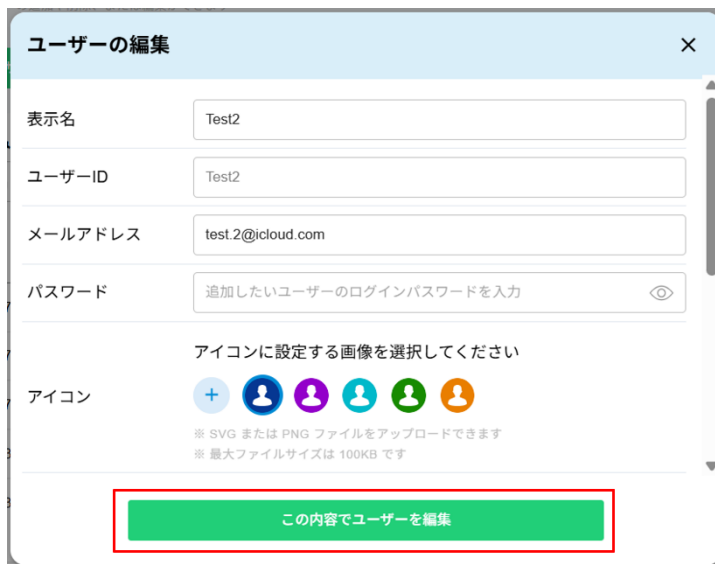 ユーザーの編集
×
表示名
Test2
ユーザーID
Test2
メールアドレス
test.2@icloud.com
パスワード
追加したいユーザーのログインパスワードを入力
アイコンに設定する画像を選択してください
アイコン
+
※ SVG または PNG ファイルをアップロードできます
※ 最大ファイルサイズは 100KB です
この内容でユーザーを編集